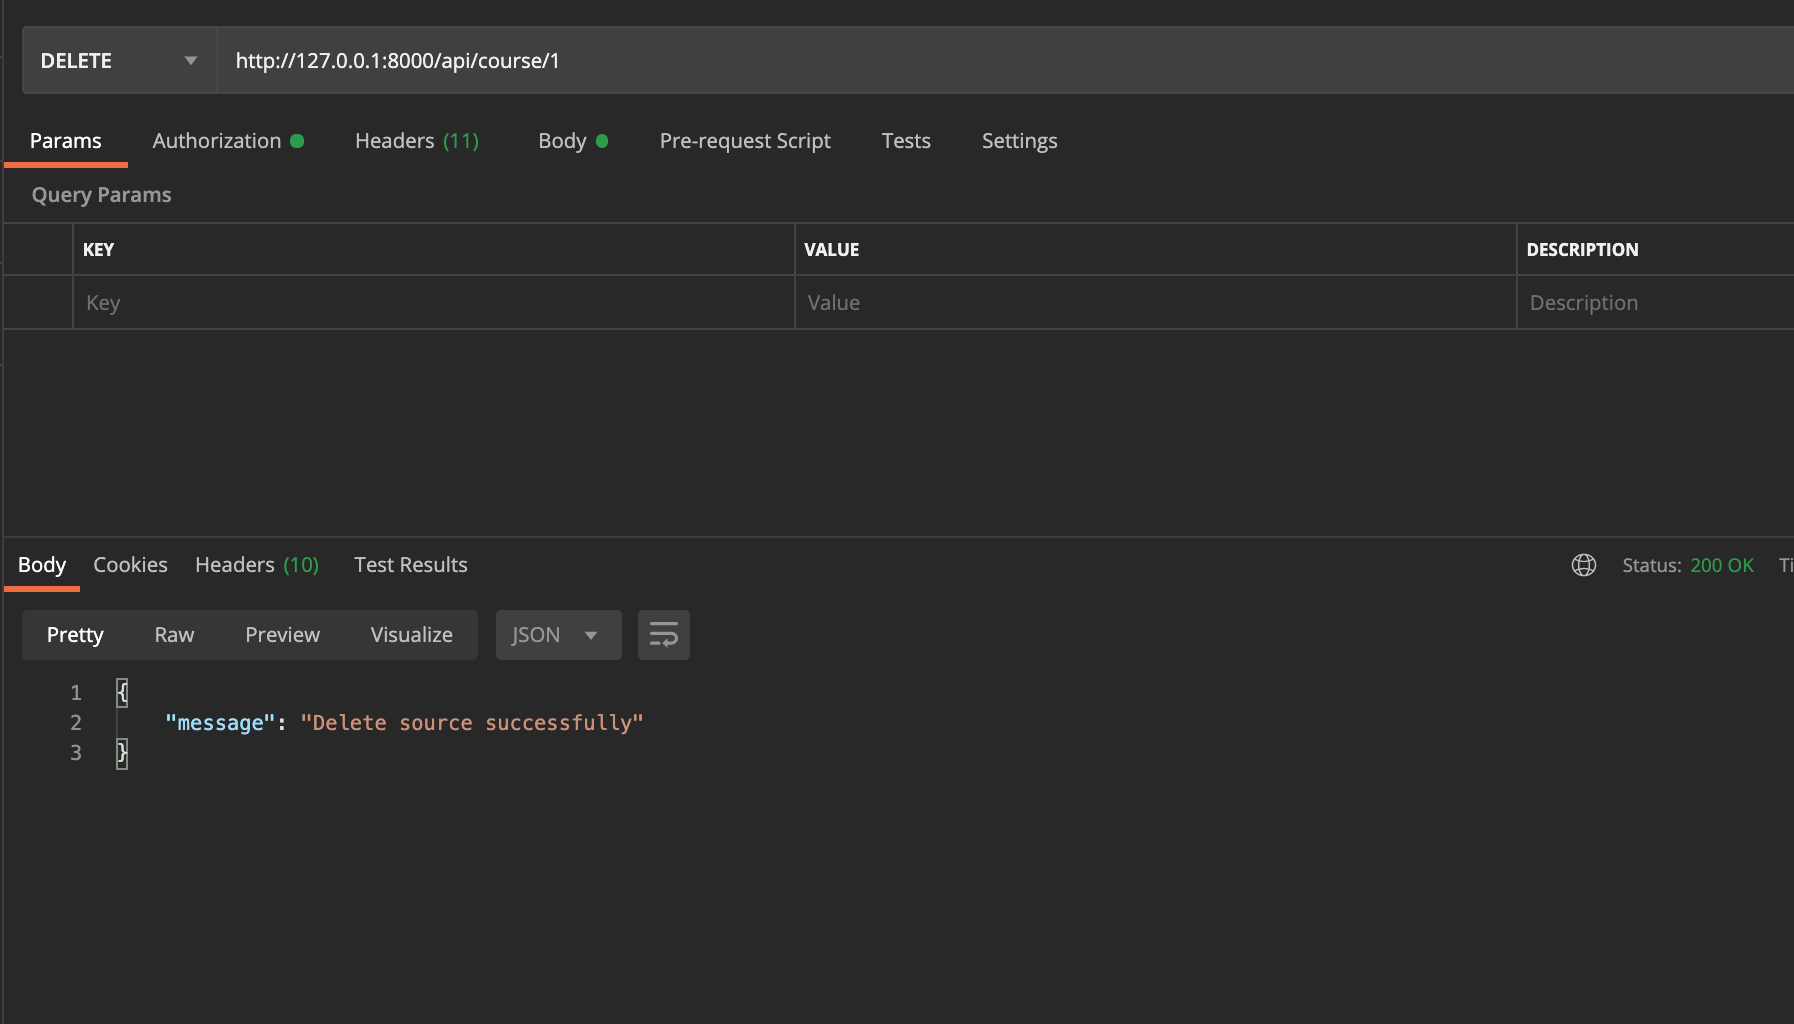 DELETE http://127.0.0.1:8000/api/course/1
Params Authorization Headers (11) Body Pre-request Script Tests Settings
Query Params
KEY VALUE DESCRIPTION
Key Value Description
Body Cookies Headers (10) Test Results Status: 200 OK
Pretty Raw Preview Visualize JSON
1 {
2 "message": "Delete source successfully"
3 }